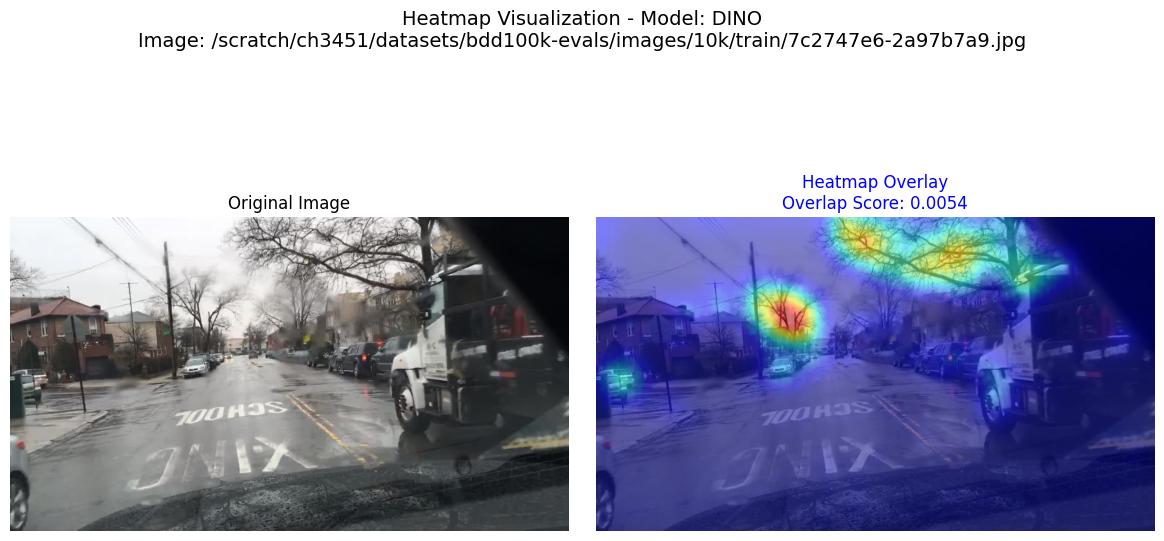 Heatmap Visualization - Model: DINO
Image: /scratch/ch3451/datasets/bdd100k-evals/images/10k/train/7c2747e6-2a97b7a9.jpg
Original Image
SCHOOL
XING
Heatmap Overlay
Overlap Score: 0.0054
SCHOOL
XING